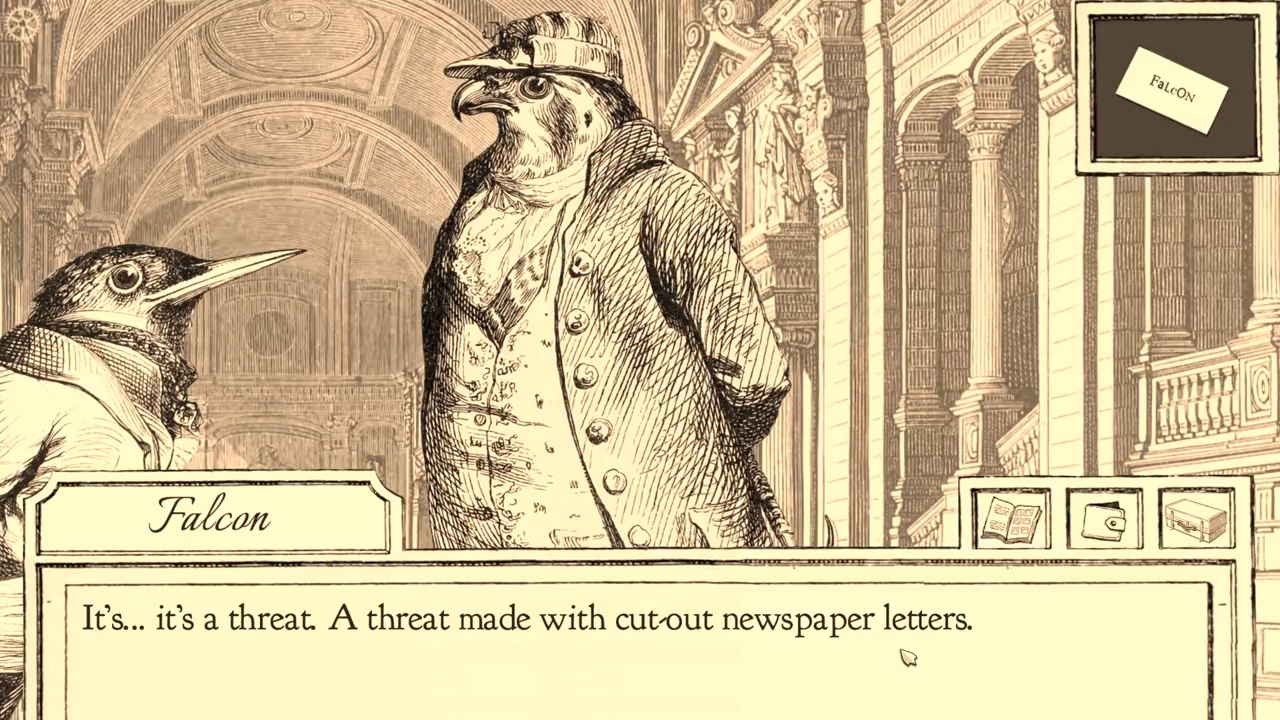 FaLcON
Falcon
It's... it's a threat. A threat made with cut-out newspaper letters.